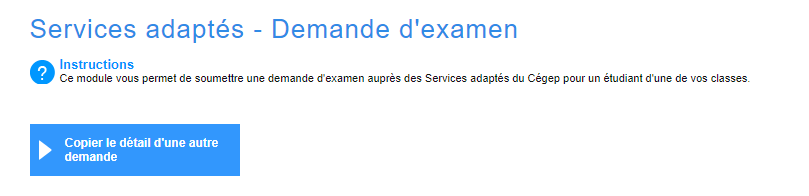 Services adaptés - Demande d'examen
Instructions
Ce module vous permet de soumettre une demande d'examen auprès des Services adaptés du Cégep pour un étudiant d'une de vos classes.
Copier le détail d'une autre
demande